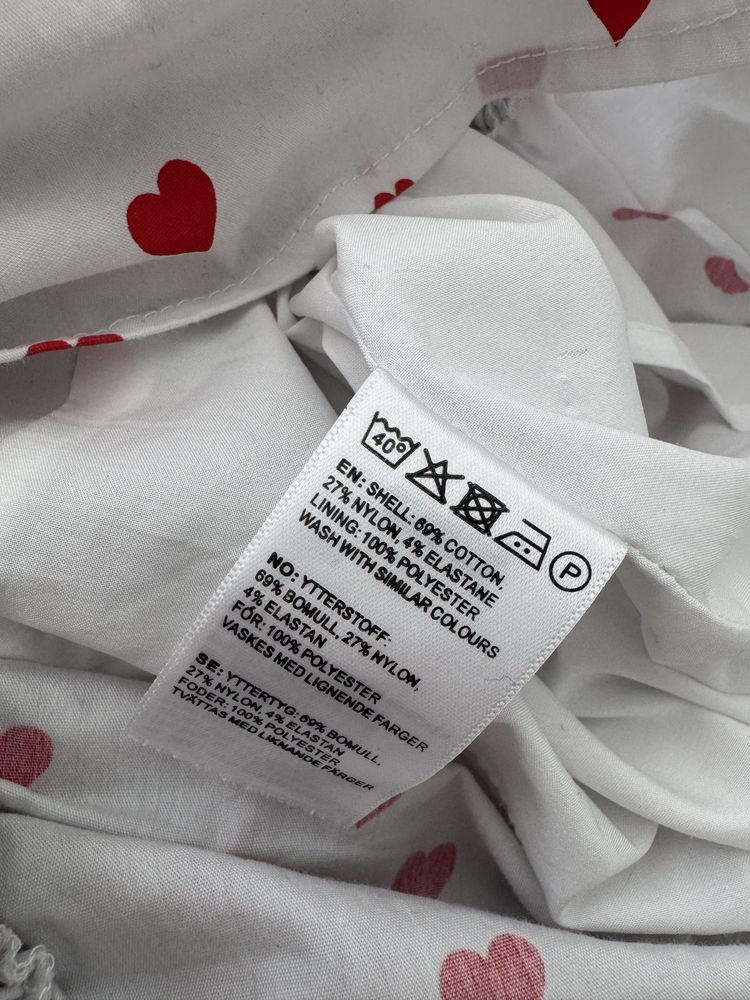 40°
P
EN: SHELL: 69% COTTON
27% NYLON, 4% ELASTANE
LINING: 100% POLYESTER
WASH WITH SIMILAR COLOURS
NO: YTTERSTOFF:
69% BOMULL, 27% NYLON,
4% ELASTAN
FÓR: 100% POLYESTER
VASKES MED LIGNENDE FARGER
SE: YTTERTYG: 69% BOMULL,
27% NYLON, 4% ELASTAN
FODER: 100% POLYESTER
TVÄTTAS MED LIKNANDE FÄRGER